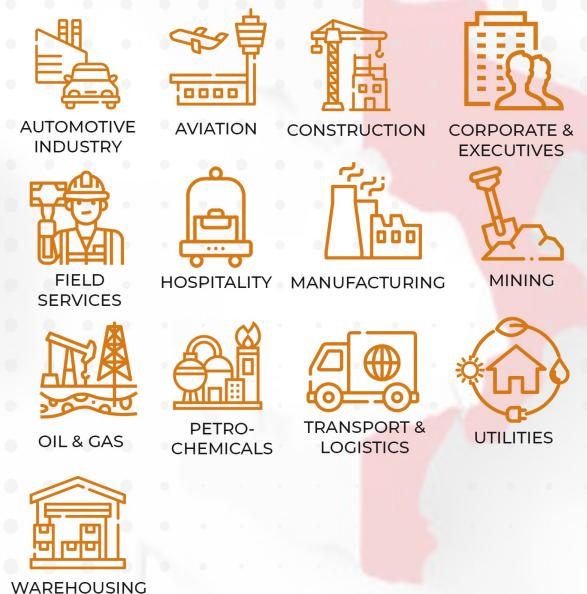 AUTOMOTIVE
INDUSTRY
AVIATION
CONSTRUCTION
CORPORATE &
EXECUTIVES
FIELD
SERVICES
HOSPITALITY
MANUFACTURING
MINING
OIL & GAS
PETRO-
CHEMICALS
TRANSPORT &
LOGISTICS
UTILITIES
WAREHOUSING